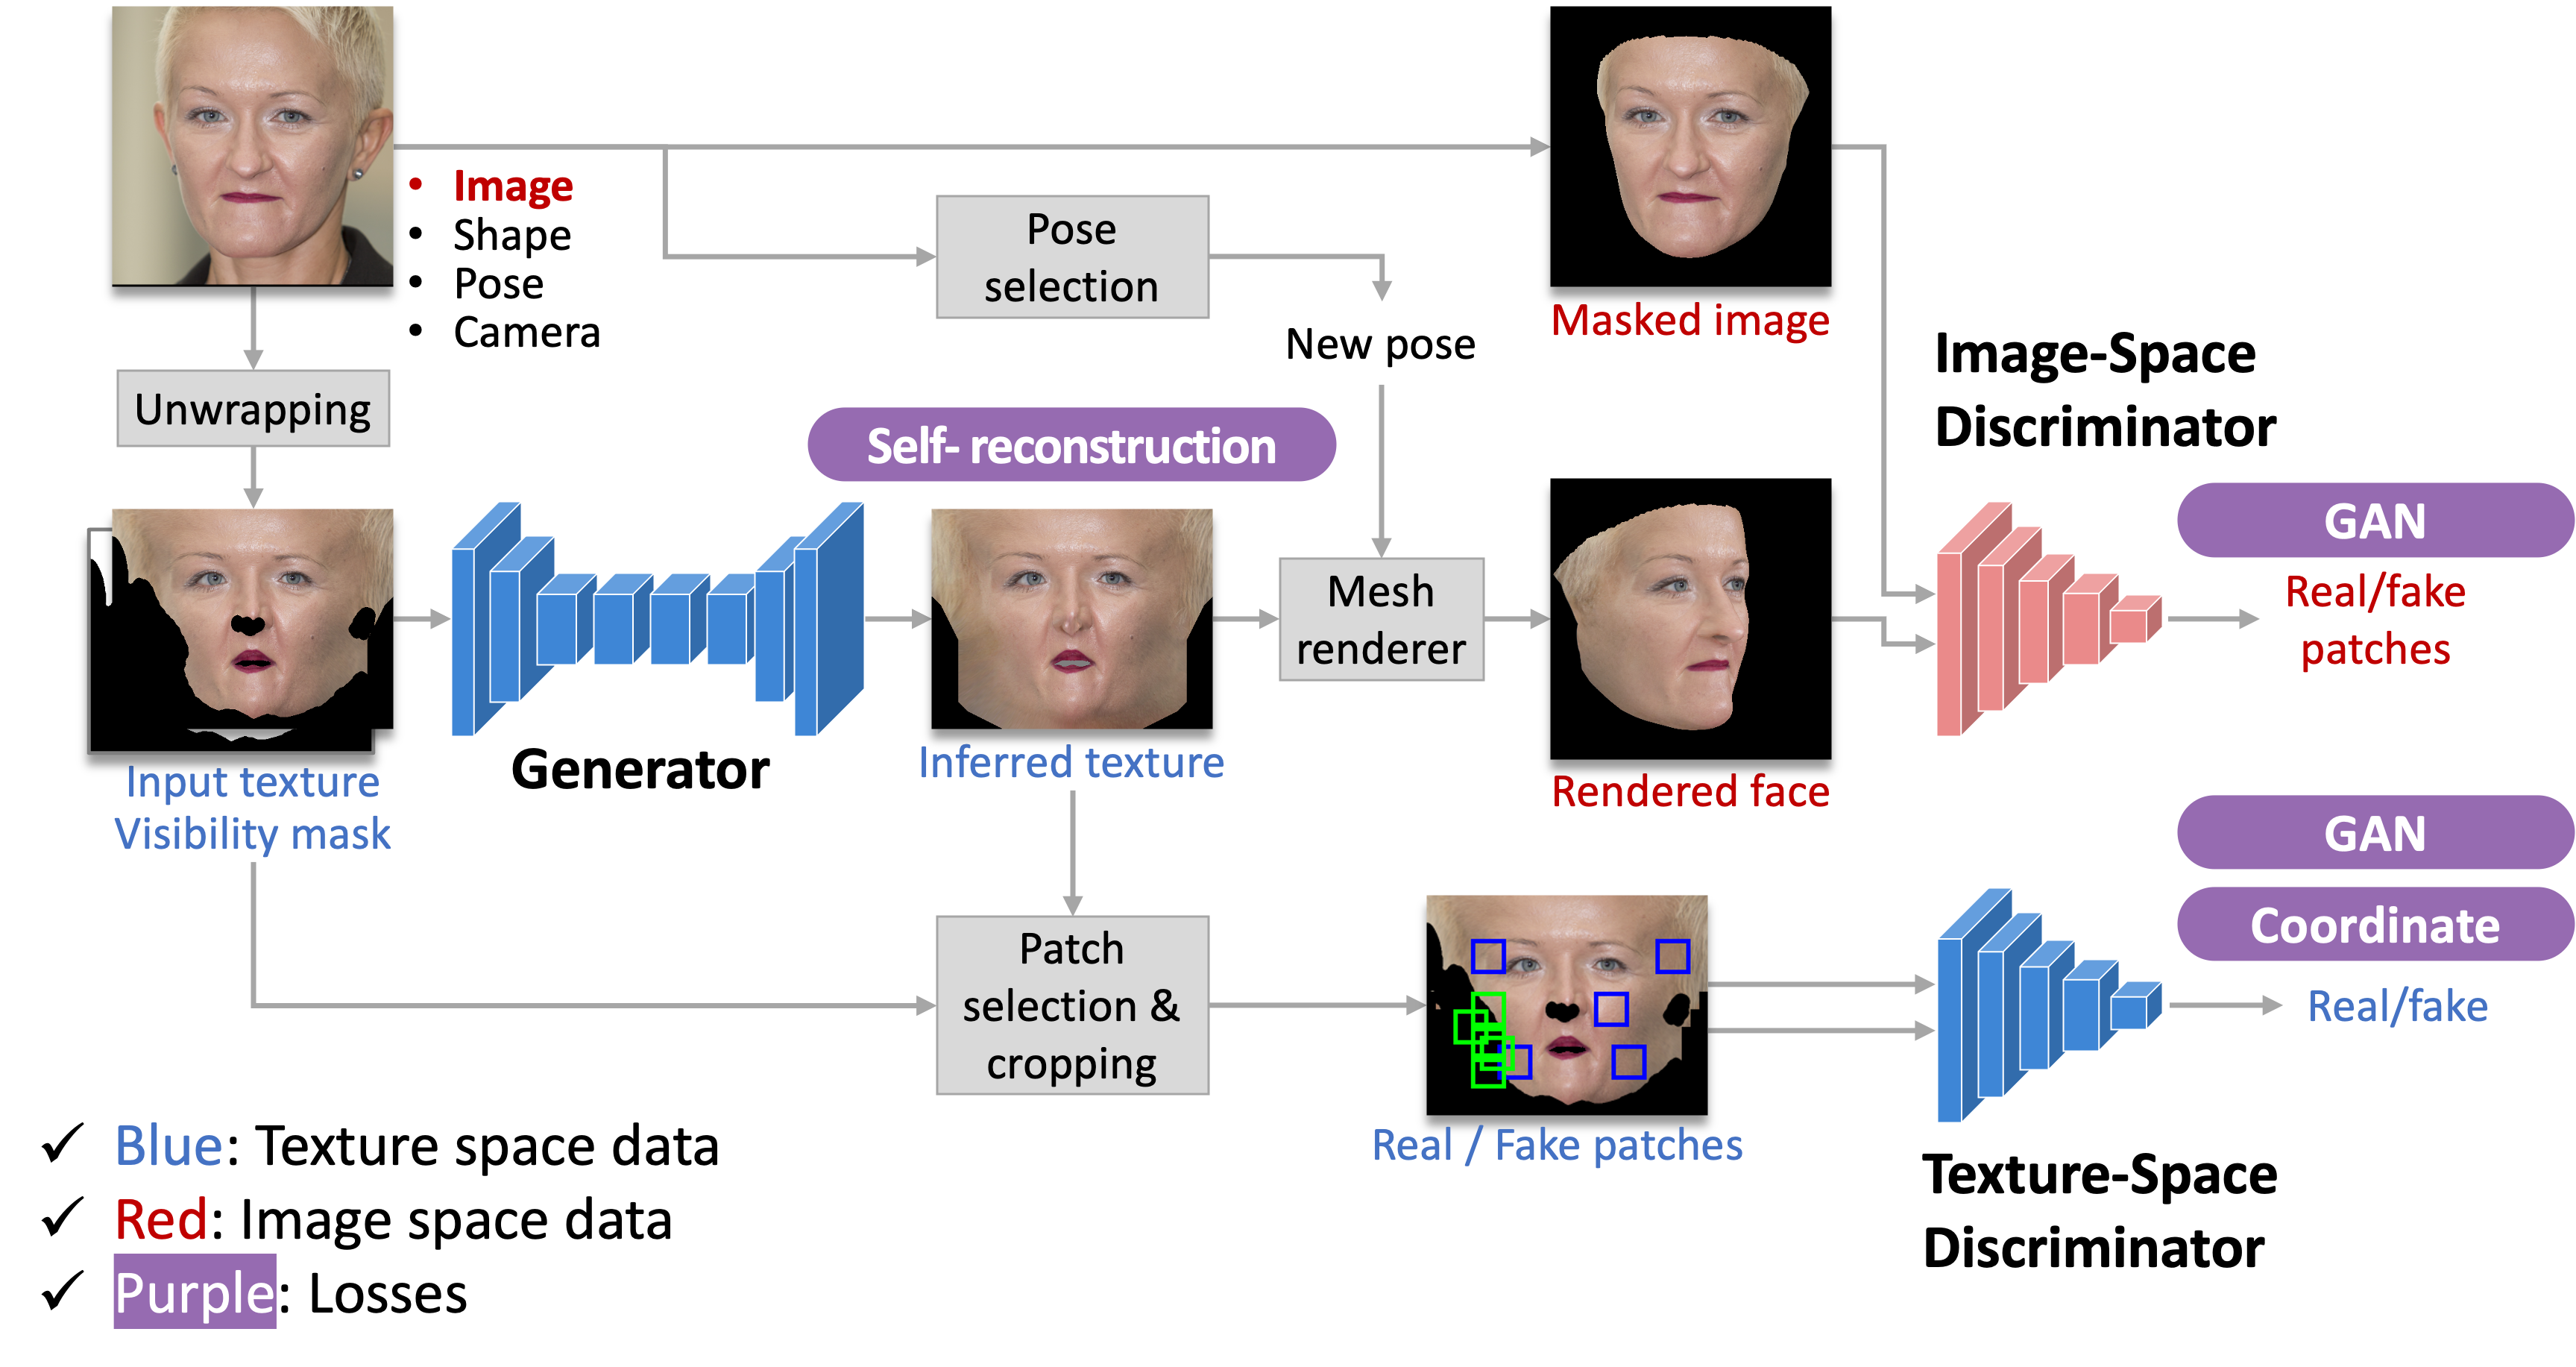 • Image
• Shape
• Pose
• Camera
Pose
selection
New pose
Masked image
Unwrapping
Self- reconstruction
Image-Space
Discriminator
GAN
Real/fake
patches
Mesh
renderer
Input texture
Visibility mask
Generator
Inferred texture
Rendered face
GAN
Coordinate
Real/fake
Patch
selection &
cropping
Real / Fake patches
Texture-Space
Discriminator
✓ Blue: Texture space data
✓ Red: Image space data
✓ Purple: Losses